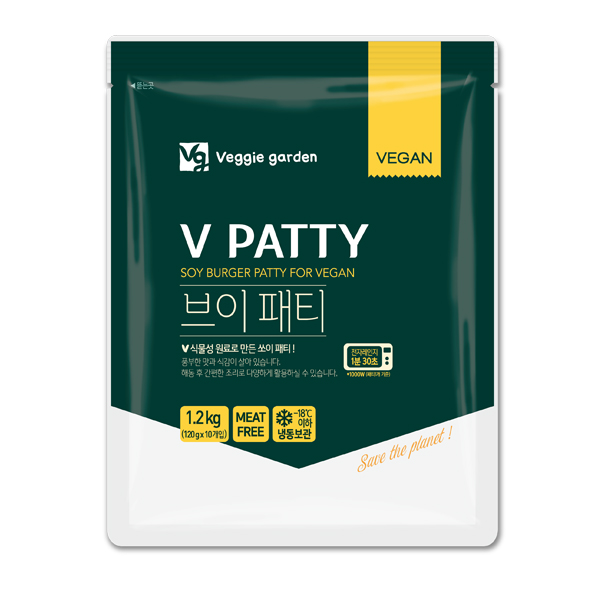 ◀뜯는곳
Vg Veggie garden
VEGAN
V PATTY
SOY BURGER PATTY FOR VEGAN
브이 패티
V 식물성 원료로 만든 쏘이 패티 !
풍부한 맛과 식감이 살아 있습니다.
해동 후 간편한 조리로 다양하게 활용하실 수 있습니다.
전자레인지
1분 30초
*1000W
1.2kg
(120g x 10개입)
MEAT
FREE
-18℃
이하
냉동보관
Save the planet !